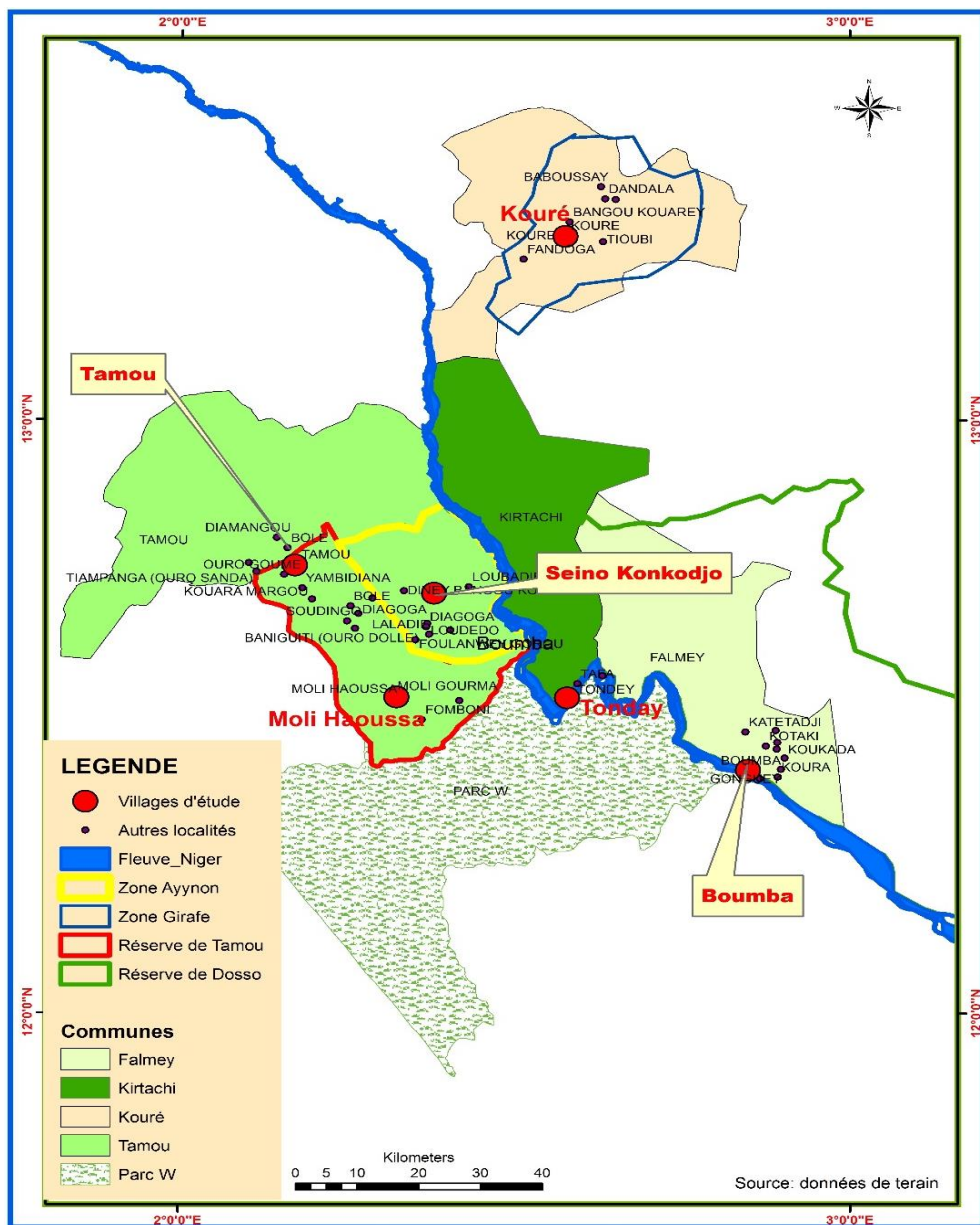 2°0'0"E
3°0'0"E
N
W
E
S
BABOUSSAY
DANDALA
Kouré
BANGOU KOUAREY
KOURE
KOURE
TIOUBI
FANDOGA
Tamou
13°0'0"N
13°0'0"N
KIRTACHI
DIAMANGOU
TAMOU
BOLE
TAMOU
OURO GOUME
Seino Konkodjo
TIAMPANGA (OURO SANDA)
YAMBIDIANA
KOUARA MARGOU
BOLE
SOUDINGO
DIAGOGA
DIAGOGA
LALADIE
LOUDEDO
BANIGUITI (OURO DOLLE)
Boumba
FALMEY
TAFA
MOLI HAOUSSA
MOLI GOURMA
TONDEY
Moli Haoussa
FOMBONI
Tonday
KATETADJI
KOTAKI
KOUKADA
BOUMBA
KOURA
PARC W
Boumba
LEGENDE
Villages d'étude
Autres localités
Fleuve_Niger
Zone Ayynon
Zone Girafe
Réserve de Tamou
Réserve de Dosso
12°0'0"N
12°0'0"N
Communes
Falmey
Kirtachi
Kouré
Tamou
Parc W
Kilometers
0 5 10 20 30 40
Source: données de terain
2°0'0"E
3°0'0"E